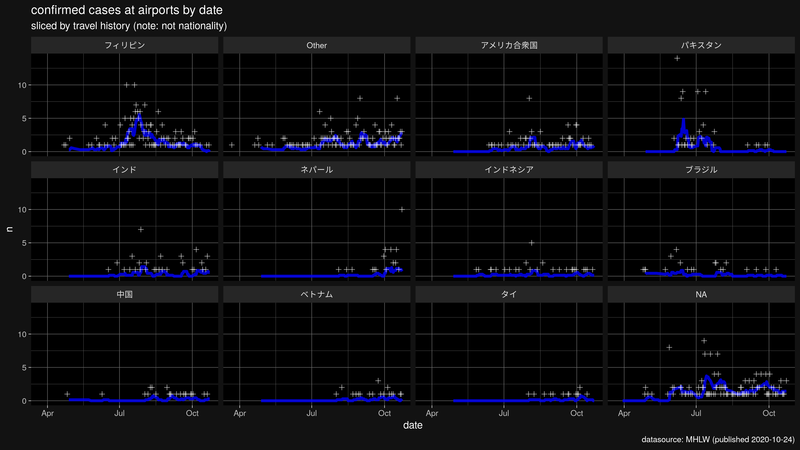 confirmed cases at airports by date
sliced by travel history (note: not nationality)
フィリピン Other アメリカ合衆国 パキスタン
10
5
0
インド ネパール インドネシア ブラジル
10
n
5
0
中国 ベトナム タイ NA
10
5
0
Apr Jul Oct Apr Jul Oct Apr Jul Oct Apr Jul Oct
date
datasource: MHLW (published 2020-10-24)